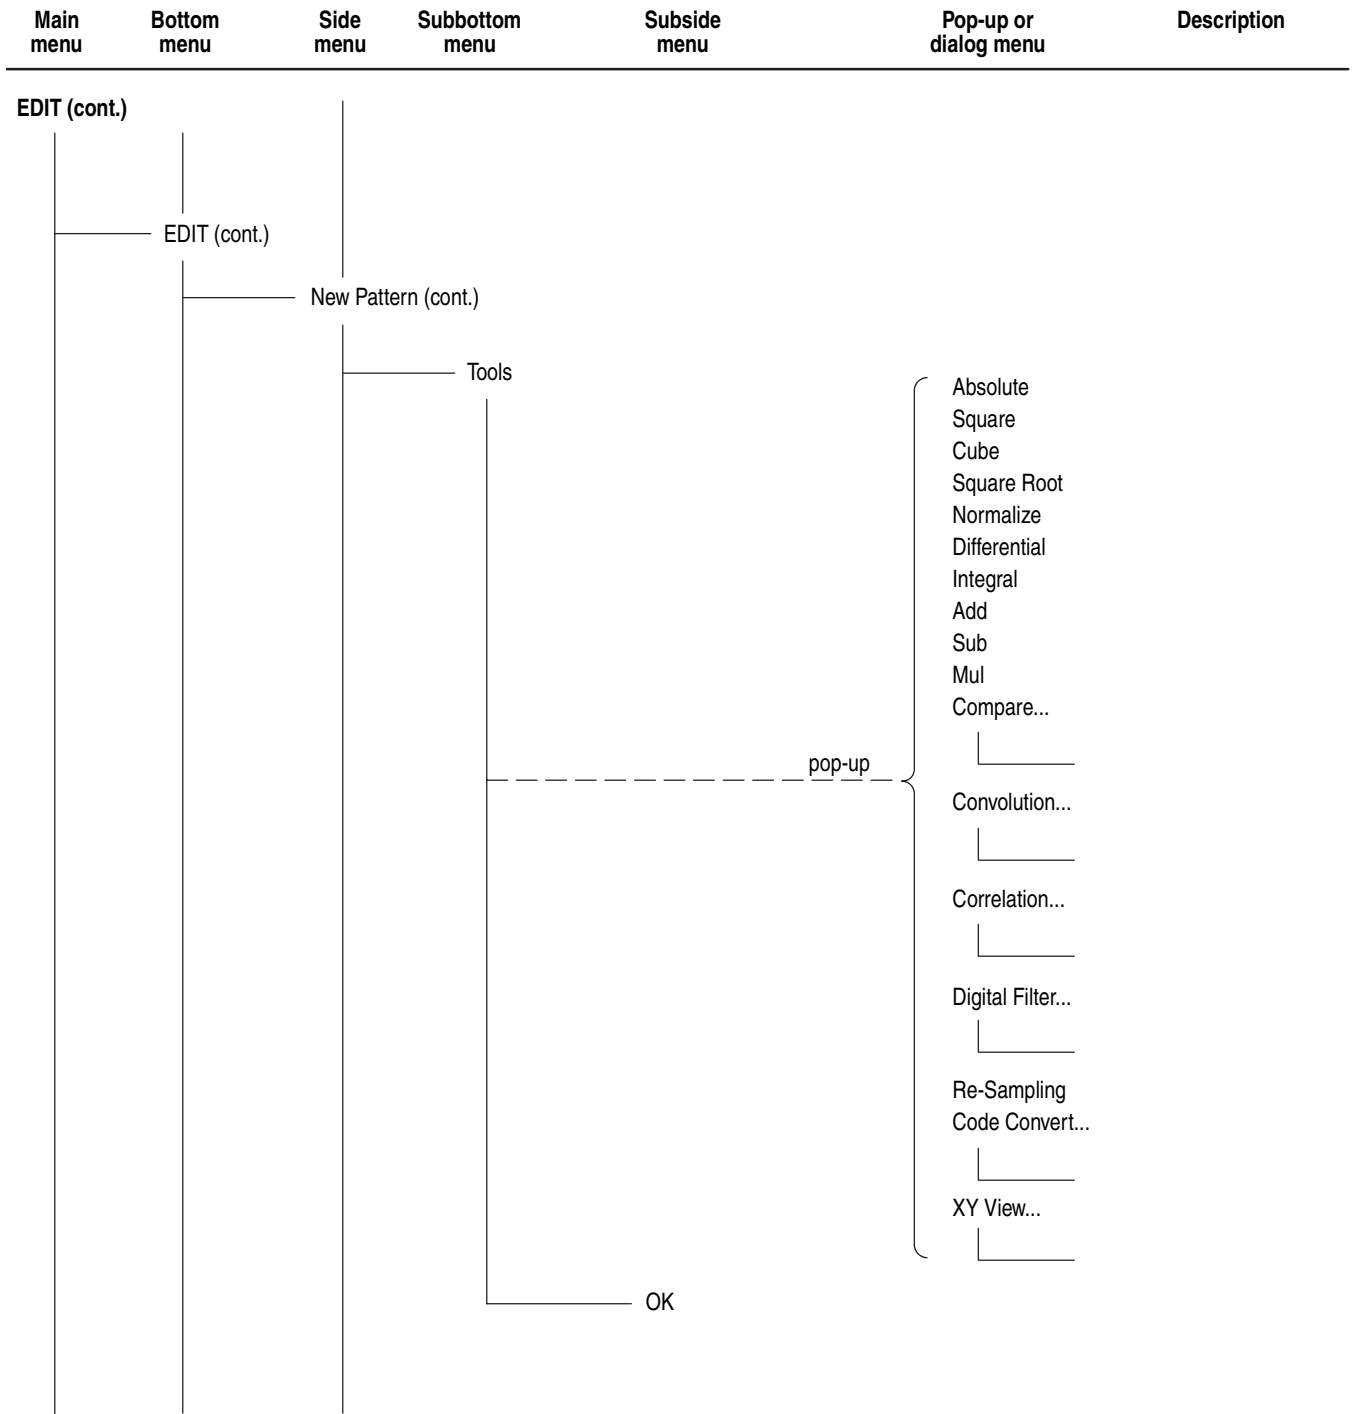 Main menu
Bottom menu
Side menu
Subbottom menu
Subside menu
Pop-up or dialog menu
Description
EDIT (cont.)
EDIT (cont.)
New Pattern (cont.)
Tools
Absolute
Square
Cube
Square Root
Normalize
Differential
Integral
Add
Sub
Mul
Compare...
pop-up
Convolution...
Correlation...
Digital Filter...
Re-Sampling
Code Convert...
XY View...
OK